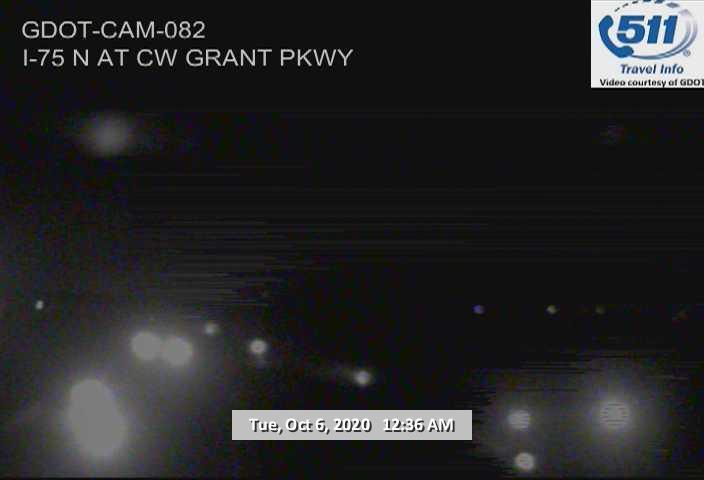 GDOT-CAM-082
I-75 N AT CW GRANT PKWY
511
®
Travel Info
Video courtesy of GDOT
Tue, Oct 6, 2020 12:36 AM